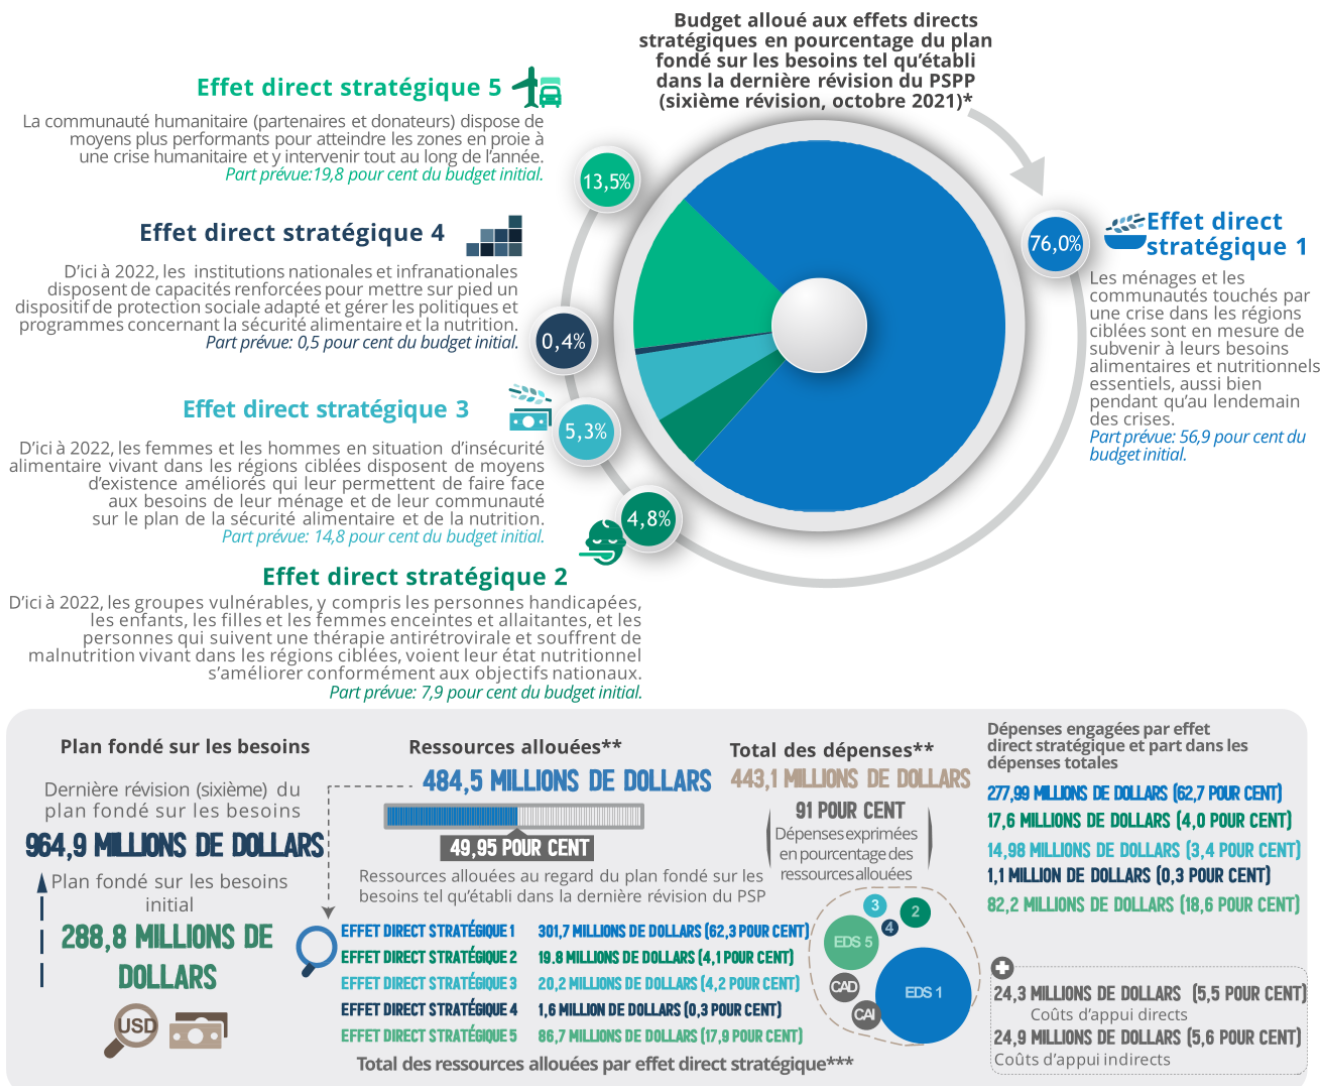 Budget alloué aux effets directs
stratégiques en pourcentage du plan
fondé sur les besoins tel qu'établi
dans la dernière révision du PSPP
(sixième révision, octobre 2021)*
Effet direct stratégique 5
La communauté humanitaire (partenaires et donateurs) dispose de
moyens plus performants pour atteindre les zones en proie à
une crise humanitaire et y intervenir tout au long de l'année.
Part prévue:19,8 pour cent du budget initial.
13,5%
Effet direct stratégique 4
D'ici à 2022, les institutions nationales et infranationales
disposent de capacités renforcées pour mettre sur pied un
dispositif de protection sociale adapté et gérer les politiques et
programmes concernant la sécurité alimentaire et la nutrition.
Part prévue: 0,5 pour cent du budget initial.
0,4%
Effet direct stratégique 3
D'ici à 2022, les femmes et les hommes en situation d'insécurité
alimentaire vivant dans les régions ciblées disposent de moyens
d'existence améliorés qui leur permettent de faire face
aux besoins de leur ménage et de leur communauté
sur le plan de la sécurité alimentaire et de la nutrition.
Part prévue: 14,8 pour cent du budget initial.
5,3%
4,8%
Effet direct stratégique 2
D'ici à 2022, les groupes vulnérables, y compris les personnes handicapées,
les enfants, les filles et les femmes enceintes et allaitantes, et les
personnes qui suivent une thérapie antirétrovirale et souffrent de
malnutrition vivant dans les régions ciblées, voient leur état nutritionnel
s'améliorer conformément aux objectifs nationaux.
Part prévue: 7,9 pour cent du budget initial.
76,0%
Effet direct
stratégique 1
Les ménages et les
communautés touchés par
une crise dans les régions
ciblées sont en mesure de
subvenir à leurs besoins
alimentaires et nutritionnels
essentiels, aussi bien
pendant qu'au lendemain
des crises.
Part prévue: 56,9 pour cent du
budget initial.
Plan fondé sur les besoins
Dernière révision (sixième) du
plan fondé sur les besoins
964,9 MILLIONS DE DOLLARS
Plan fondé sur les besoins
initial
288,8 MILLIONS DE
DOLLARS
USD
Ressources allouées**
484,5 MILLIONS DE DOLLARS
49,95 POUR CENT
Ressources allouées au regard du plan fondé sur les
besoins tel qu'établi dans la dernière révision du PSP
EFFET DIRECT STRATÉGIQUE 1 301,7 MILLIONS DE DOLLARS (62,3 POUR CENT)
EFFET DIRECT STRATÉGIQUE 2 19.8 MILLIONS DE DOLLARS (4,1 POUR CENT)
EFFET DIRECT STRATÉGIQUE 3 20,2 MILLIONS DE DOLLARS (4,2 POUR CENT)
EFFET DIRECT STRATÉGIQUE 4 1,6 MILLION DE DOLLARS (0,3 POUR CENT)
EFFET DIRECT STRATÉGIQUE 5 86,7 MILLIONS DE DOLLARS (17,9 POUR CENT)
Total des ressources allouées par effet direct stratégique***
Total des dépenses**
443,1 MILLIONS DE DOLLARS
91 POUR CENT
Dépenses exprimées
en pourcentage des
ressources allouées
3
2
4
EDS 5
CAD
CAI
EDS 1
Dépenses engagées par effet
direct stratégique et part dans les
dépenses totales
277,99 MILLIONS DE DOLLARS (62,7 POUR CENT)
17,6 MILLIONS DE DOLLARS (4,0 POUR CENT)
14,98 MILLIONS DE DOLLARS (3,4 POUR CENT)
1,1 MILLION DE DOLLARS (0,3 POUR CENT)
82,2 MILLIONS DE DOLLARS (18,6 POUR CENT)
24,3 MILLIONS DE DOLLARS (5,5 POUR CENT)
Coûts d'appui directs
24,9 MILLIONS DE DOLLARS (5,6 POUR CENT)
Coûts d'appui indirects